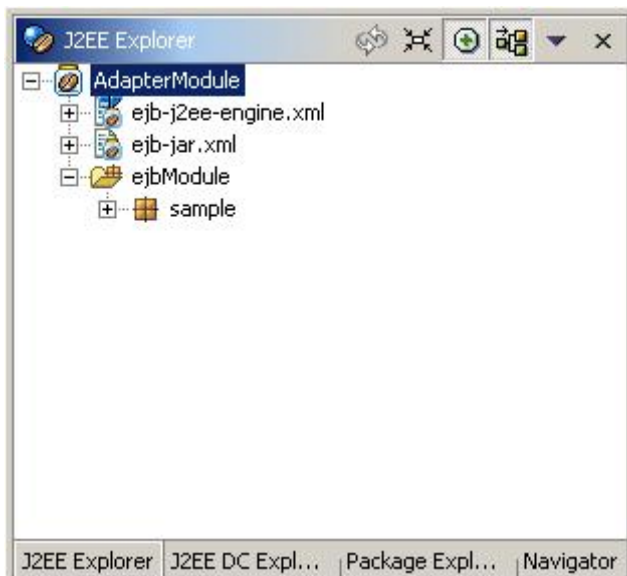 J2EE Explorer
AdapterModule
ejb-j2ee-engine.xml
ejb-jar.xml
ejbModule
sample
J2EE Explorer J2EE DC Expl... Package Expl... Navigator